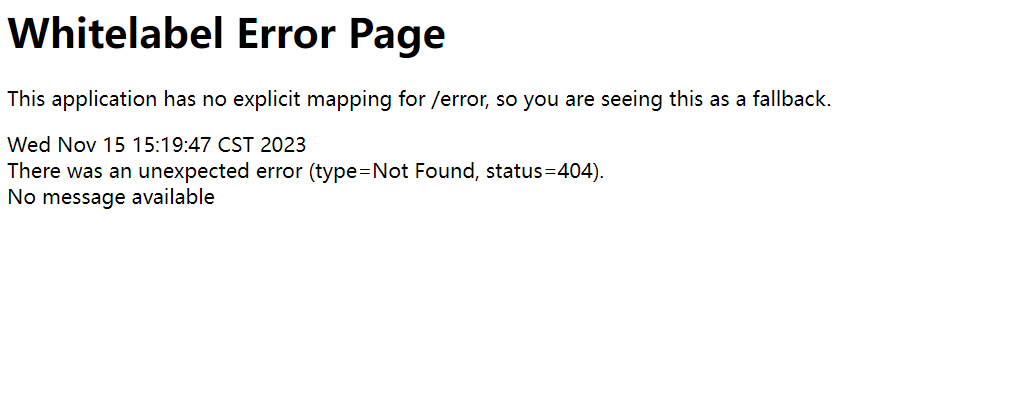 Whitelabel Error Page
This application has no explicit mapping for /error, so you are seeing this as a fallback.
Wed Nov 15 15:19:47 CST 2023
There was an unexpected error (type=Not Found, status=404).
No message available